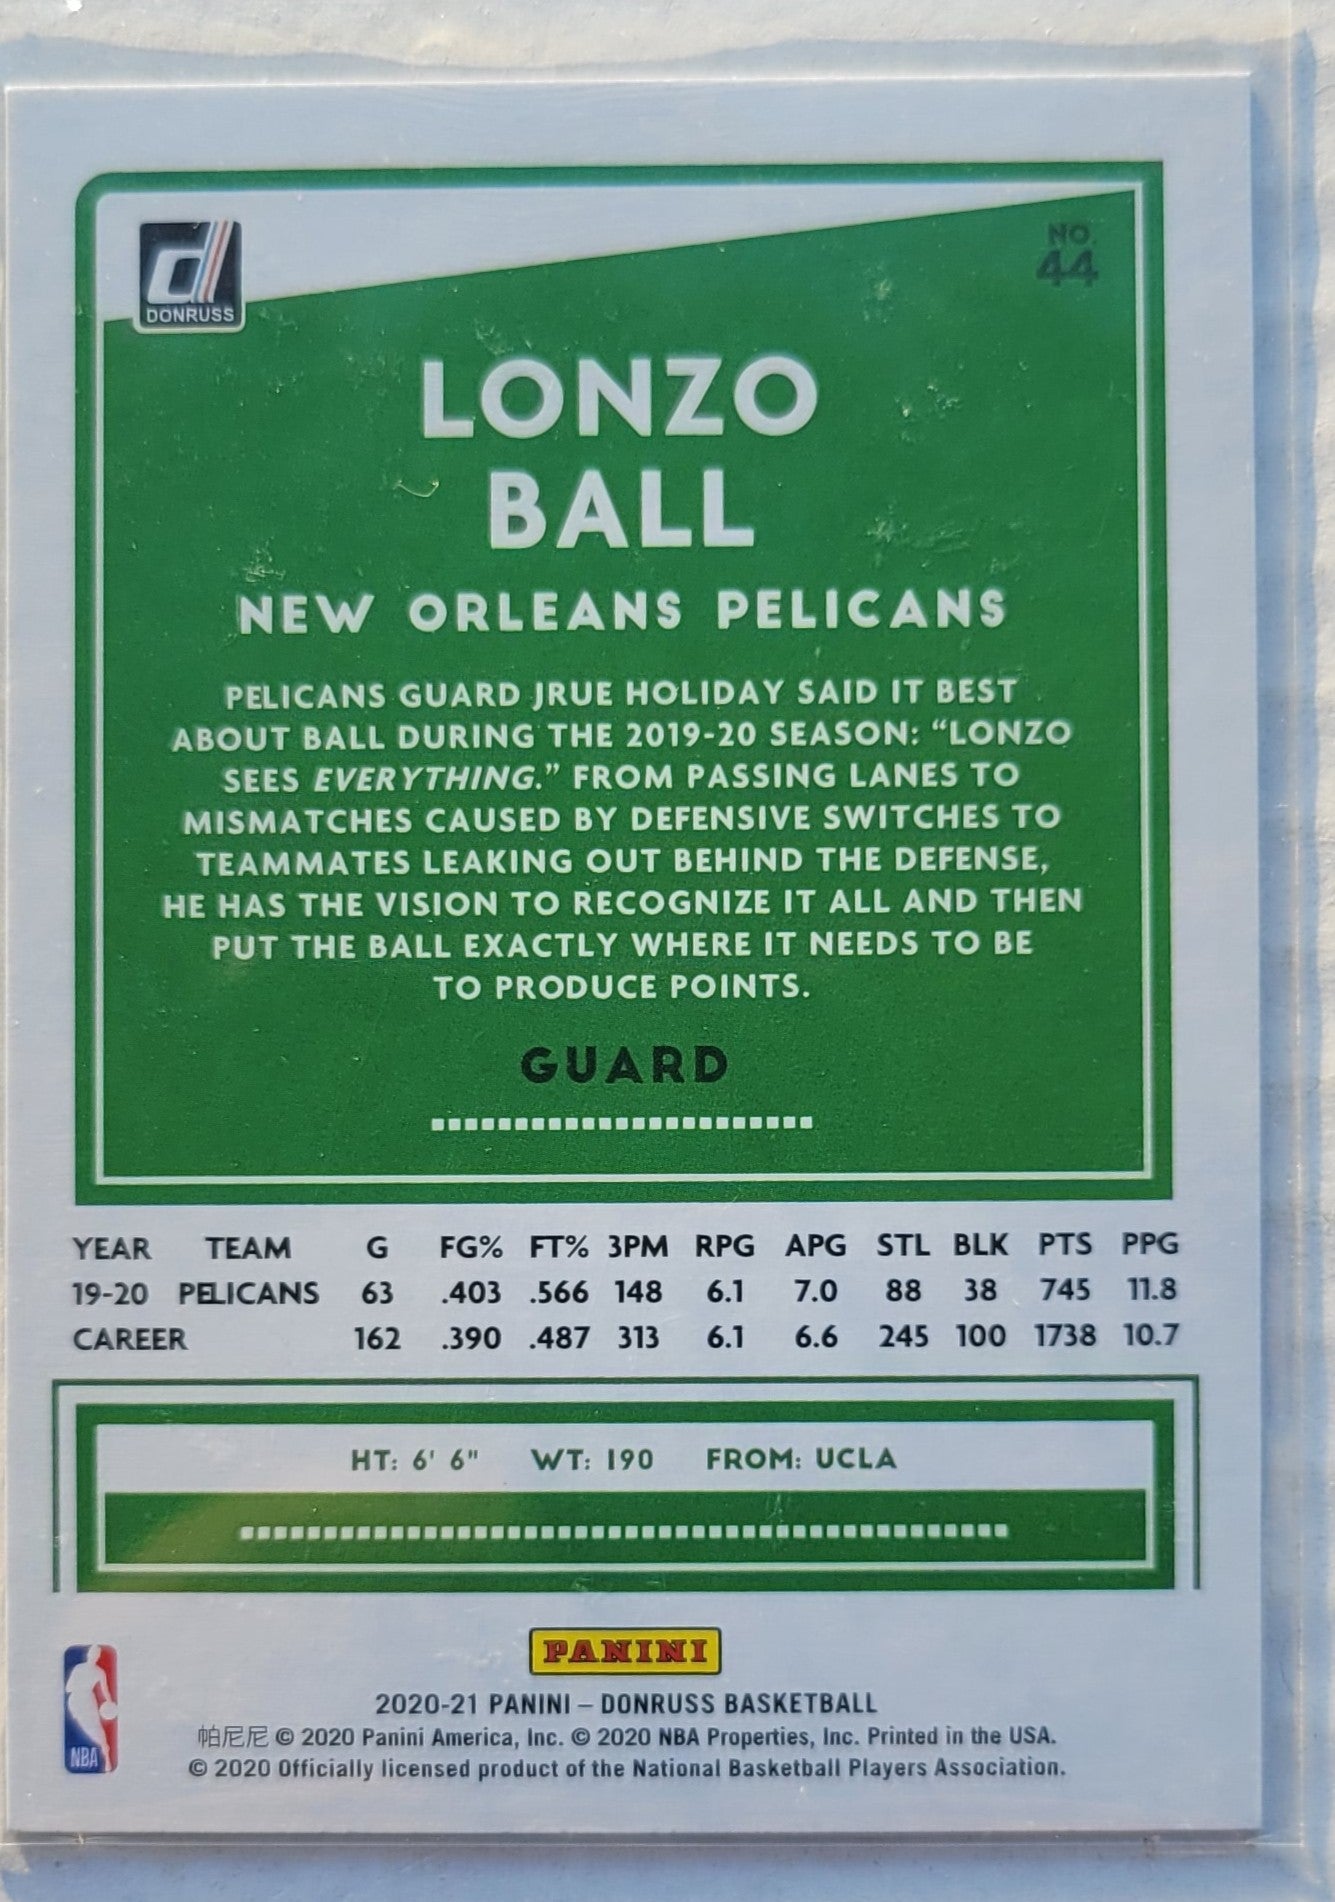 DONRUSS
NO.
44
LONZO
BALL
NEW ORLEANS PELICANS
PELICANS GUARD JRUE HOLIDAY SAID IT BEST
ABOUT BALL DURING THE 2019-20 SEASON: “LONZO
SEES EVERYTHING.” FROM PASSING LANES TO
MISMATCHES CAUSED BY DEFENSIVE SWITCHES TO
TEAMMATES LEAKING OUT BEHIND THE DEFENSE,
HE HAS THE VISION TO RECOGNIZE IT ALL AND THEN
PUT THE BALL EXACTLY WHERE IT NEEDS TO BE
TO PRODUCE POINTS.
GUARD
YEAR TEAM G FG% FT% 3PM RPG APG STL BLK PTS PPG
19-20 PELICANS 63 .403 .566 148 6.1 7.0 88 38 745 11.8
CAREER 162 .390 .487 313 6.1 6.6 245 100 1738 10.7
HT: 6' 6" WT: 190 FROM: UCLA
PANINI
2020-21 PANINI – DONRUSS BASKETBALL
帕尼尼 © 2020 Panini America, Inc. © 2020 NBA Properties, Inc. Printed in the USA.
© 2020 Officially licensed product of the National Basketball Players Association.
NBA